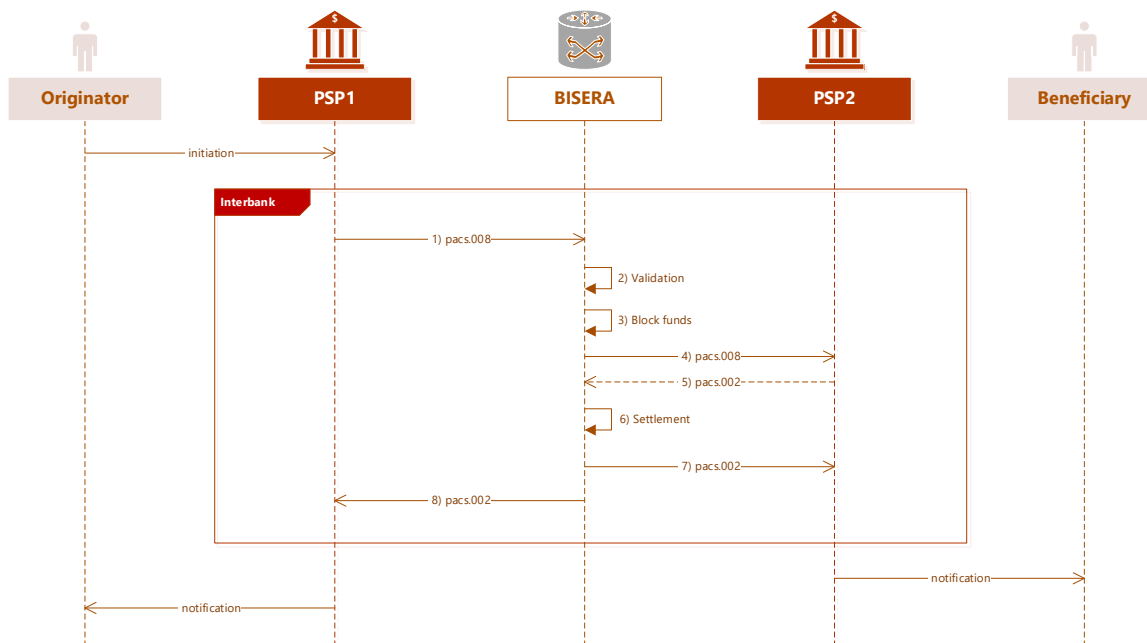 $
$
Originator
PSP1
BISERA
PSP2
Beneficiary
initiation
Interbank
1) pacs.008
2) Validation
3) Block funds
4) pacs.008
5) pacs.002
6) Settlement
7) pacs.002
8) pacs.002
notification
notification